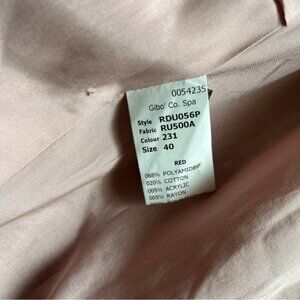 0054235
Gibo' Co. Spa
Style RDU056P
Fabric RU500A
Colour 231
Size 40
RED
068% POLYAMIDE
020% COTTON
005% ACRYLIC
005% RAYON